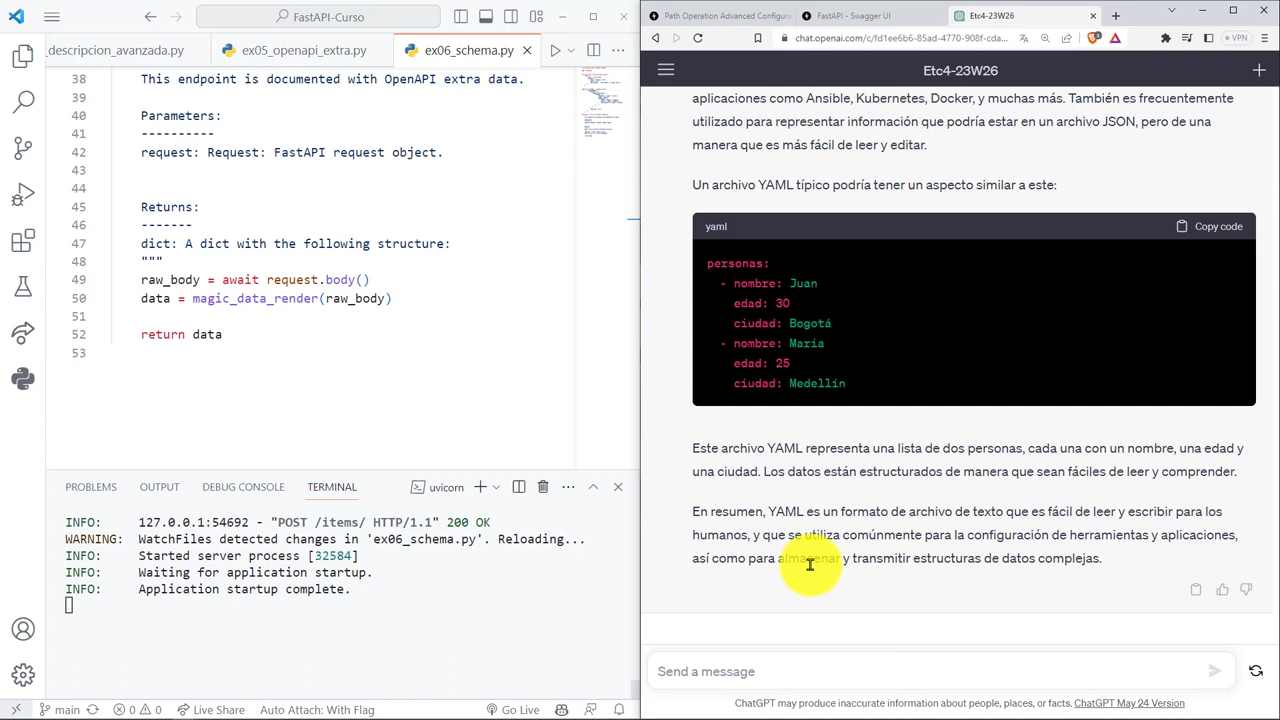 FastAPI-Curso
_descripcion_avanzada.py
ex05_openapi_extra.py
ex06_schema.py
38 This endpoint is documented with OpenAPI extra data.
39
40 Parameters:
41 ----------
42 request: Request: FastAPI request object.
43
44
45 Returns:
46 -------
47 dict: A dict with the following structure:
48 """
49 raw_body = await request.body()
50 data = magic_data_render(raw_body)
51
52 return data
53
PROBLEMS OUTPUT DEBUG CONSOLE TERMINAL uvicorn
INFO: 127.0.0.1:54692 - "POST /items/ HTTP/1.1" 200 OK
WARNING: WatchFiles detected changes in 'ex06_schema.py'. Reloading...
INFO: Started server process [32584]
INFO: Waiting for application startup.
INFO: Application startup complete.
main 0 0 Live Share Auto Attach: With Flag Go Live
Path Operation Advanced Configura
FastAPI - Swagger UI
Etc4-23W26
chat.openai.com/c/fd1ee6b6-85ad-4770-908f-cda...
VPN
Etc4-23W26
aplicaciones como Ansible, Kubernetes, Docker, y muchas más. También es frecuentemente
utilizado para representar información que podría estar en un archivo JSON, pero de una
manera que es más fácil de leer y editar.
Un archivo YAML típico podría tener un aspecto similar a este:
yaml Copy code
personas:
- nombre: Juan
edad: 30
ciudad: Bogotá
- nombre: Maria
edad: 25
ciudad: Medellín
Este archivo YAML representa una lista de dos personas, cada una con un nombre, una edad y
una ciudad. Los datos están estructurados de manera que sean fáciles de leer y comprender.
En resumen, YAML es un formato de archivo de texto que es fácil de leer y escribir para los
humanos, y que se utiliza comúnmente para la configuración de herramientas y aplicaciones,
así como para almacenar y transmitir estructuras de datos complejas.
Send a message
ChatGPT may produce inaccurate information about people, places, or facts. ChatGPT May 24 Version